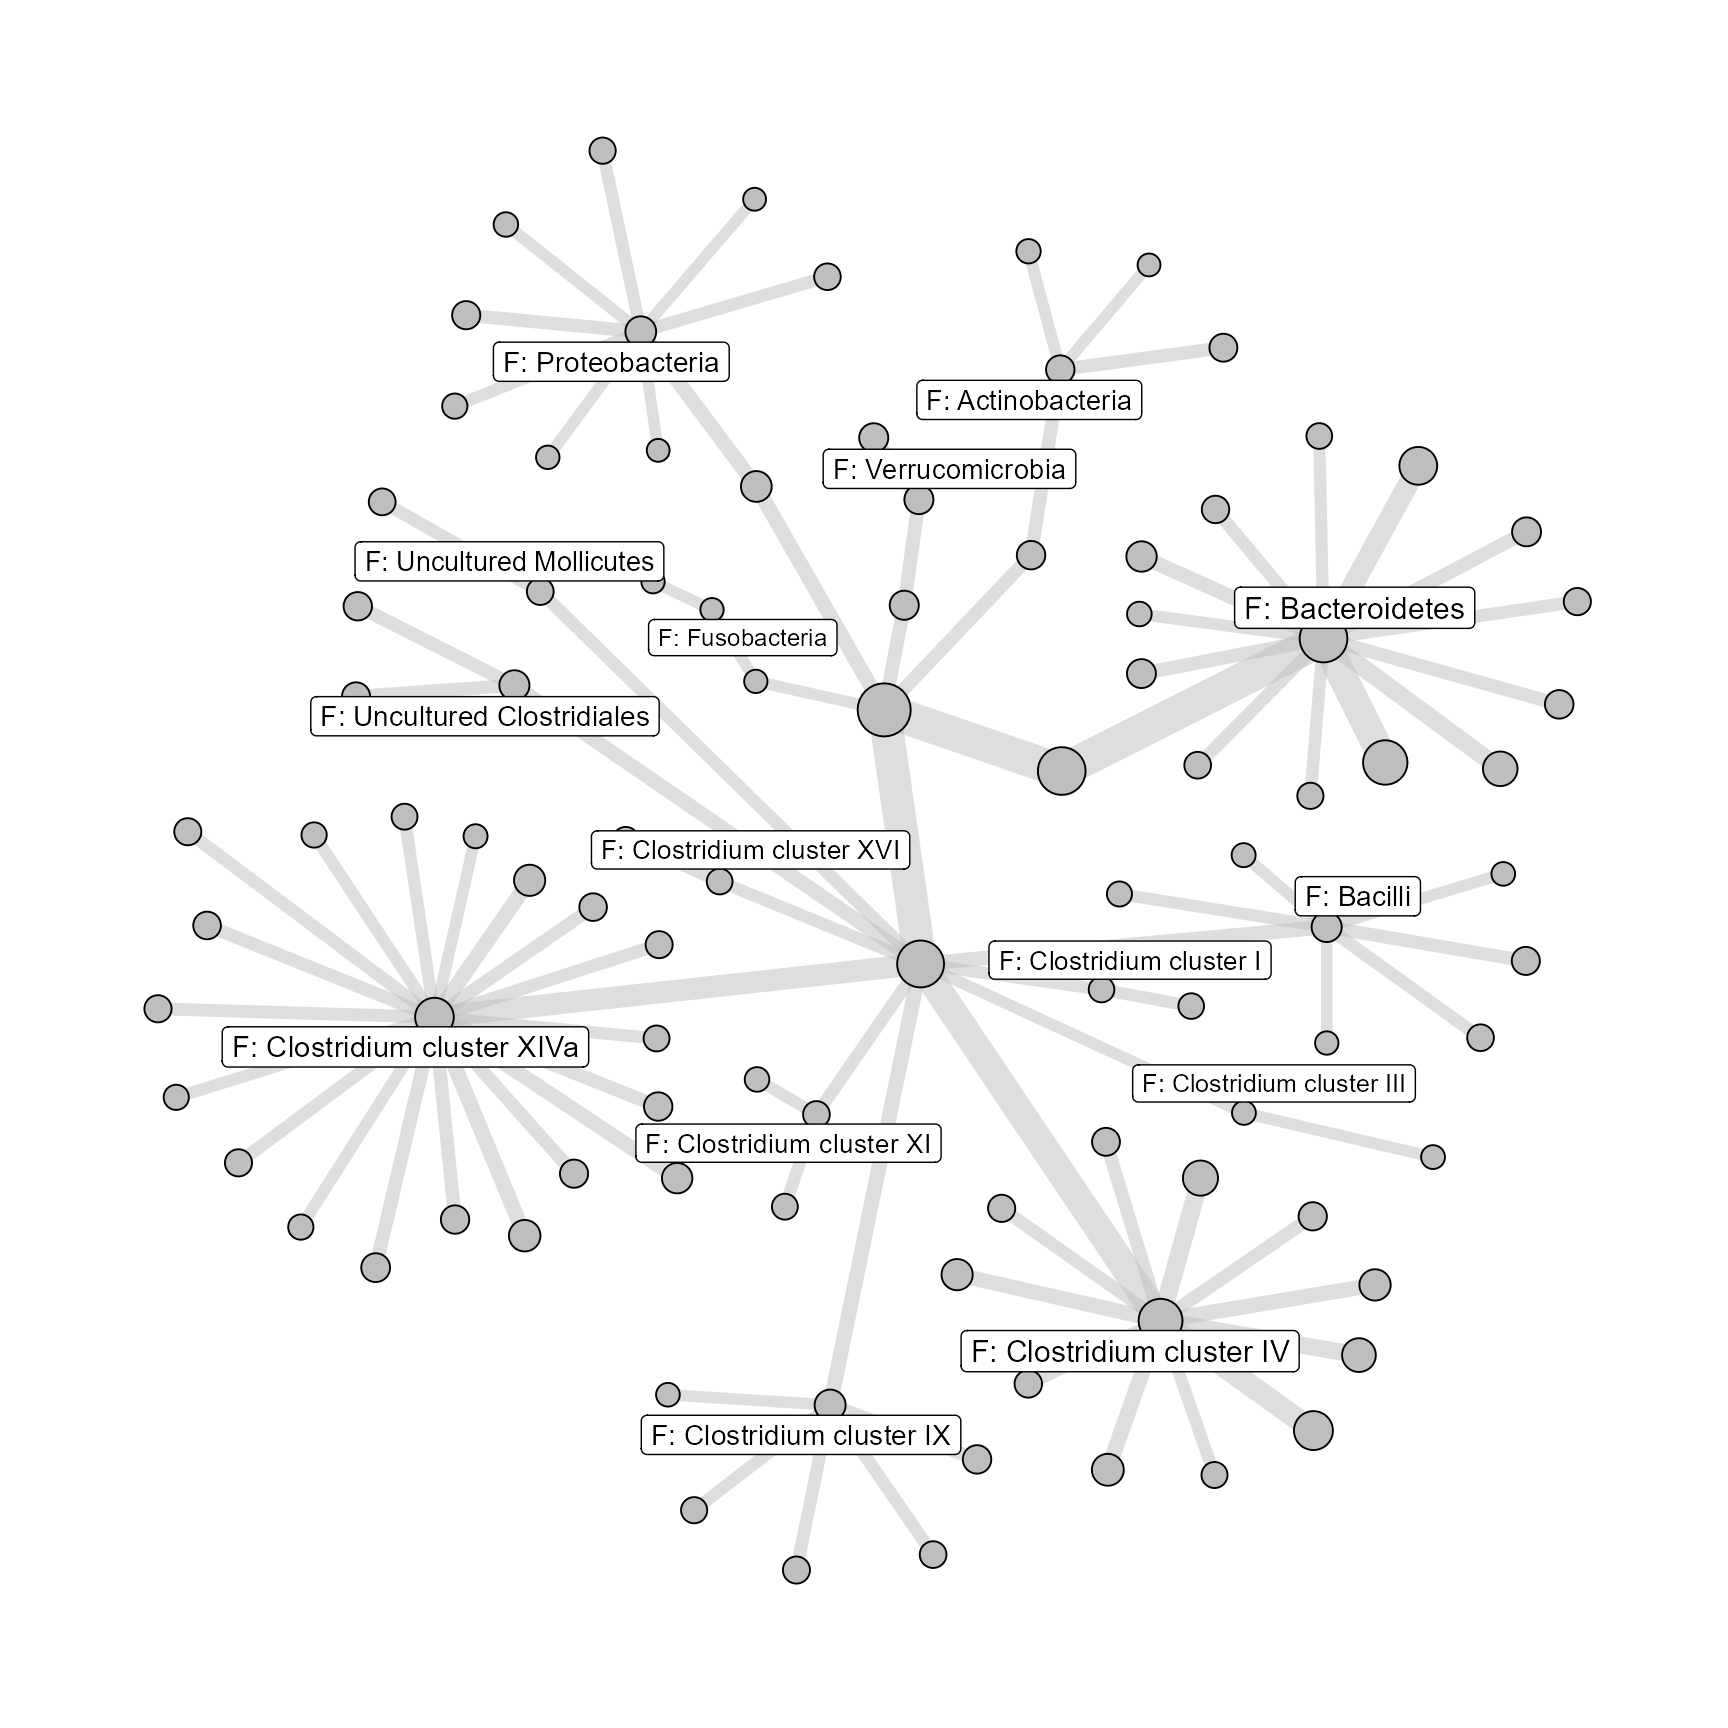 F: Proteobacteria
F: Actinobacteria
F: Verrucomicrobia
F: Uncultured Mollicutes
F: Bacteroidetes
F: Fusobacteria
F: Uncultured Clostridiales
F: Clostridium cluster XVI
F: Bacilli
F: Clostridium cluster I
F: Clostridium cluster XIVa
F: Clostridium cluster III
F: Clostridium cluster XI
F: Clostridium cluster IV
F: Clostridium cluster IX